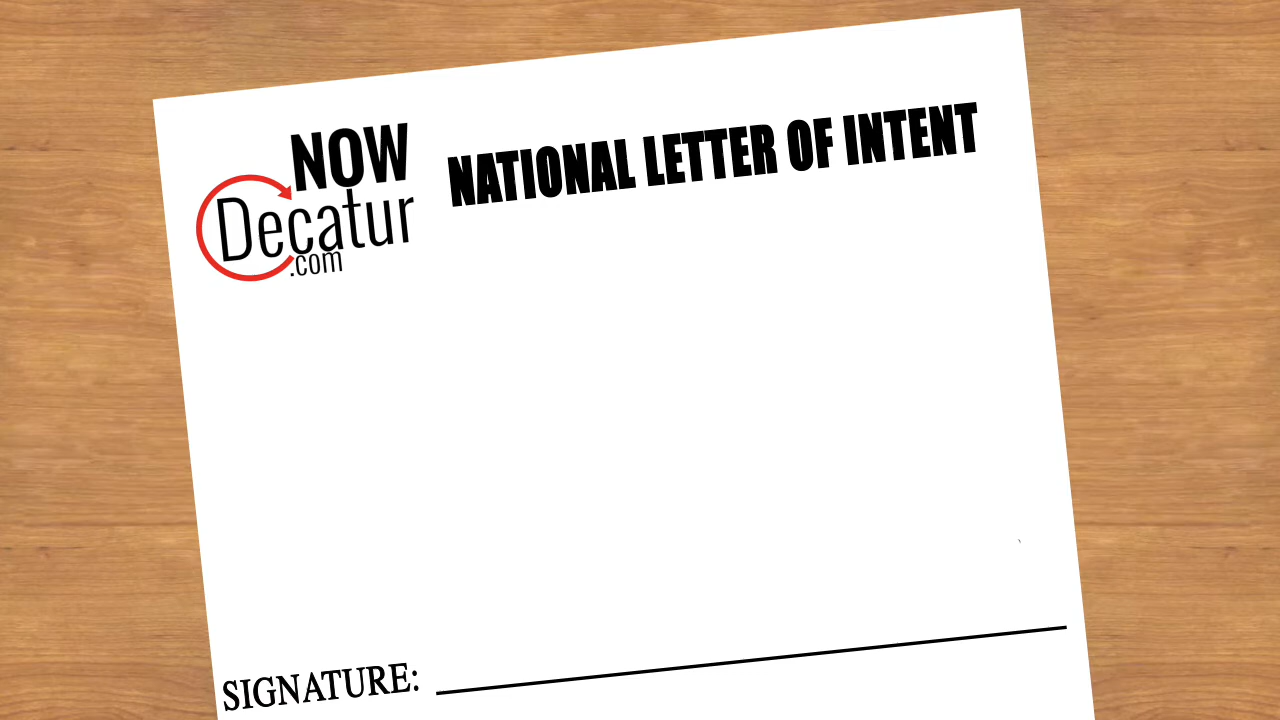 NOW
Decatur
.com
NATIONAL LETTER OF INTENT
SIGNATURE: